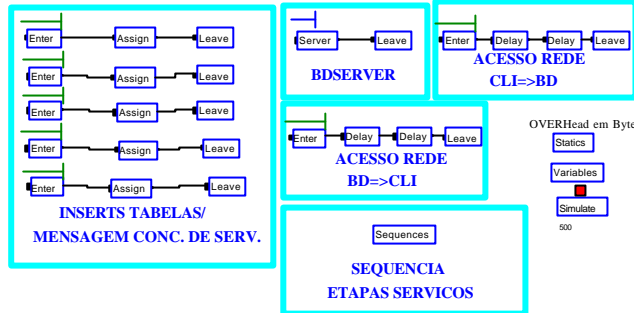 Enter Assign Leave
Enter Assign Leave
Enter Assign Leave
Enter Assign Leave
Enter Assign Leave
INSERTS TABELAS/
MENSAGEM CONC. DE SERV.
Server Leave
BDSERVER
Enter Delay Delay Leave
ACESSO REDE
CLI=>BD
Enter Delay Delay Leave
ACESSO REDE
BD=>CLI
OVERHead em Byte
Statics
Variables
Simulate
500
Sequences
SEQUENCIA
ETAPAS SERVICOS